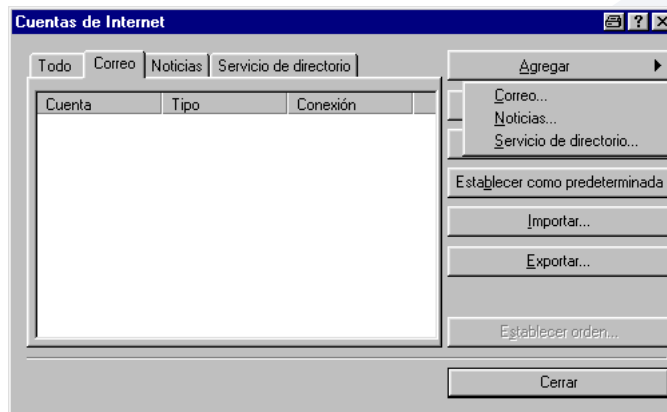 Cuentas de Internet
Todo Correo Noticias Servicio de directorio
Cuenta Tipo Conexión
Agregar
Correo...
Noticias...
Servicio de directorio...
Establecer como predeterminada
Importar...
Exportar...
Establecer orden...
Cerrar